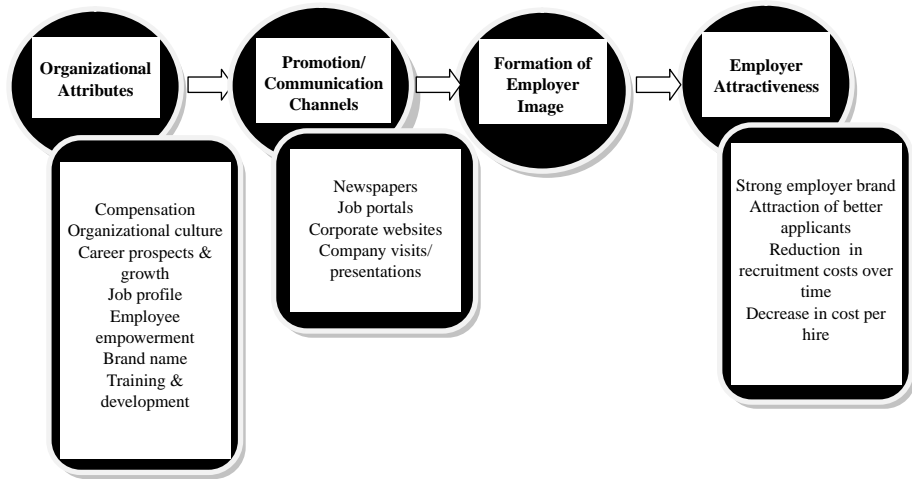 Organizational
Attributes
Promotion/
Communication
Channels
Formation of
Employer
Image
Employer
Attractiveness
Compensation
Organizational culture
Career prospects &
growth
Job profile
Employee
empowerment
Brand name
Training &
development
Newspapers
Job portals
Corporate websites
Company visits/
presentations
Strong employer brand
Attraction of better
applicants
Reduction in
recruitment costs over
time
Decrease in cost per
hire